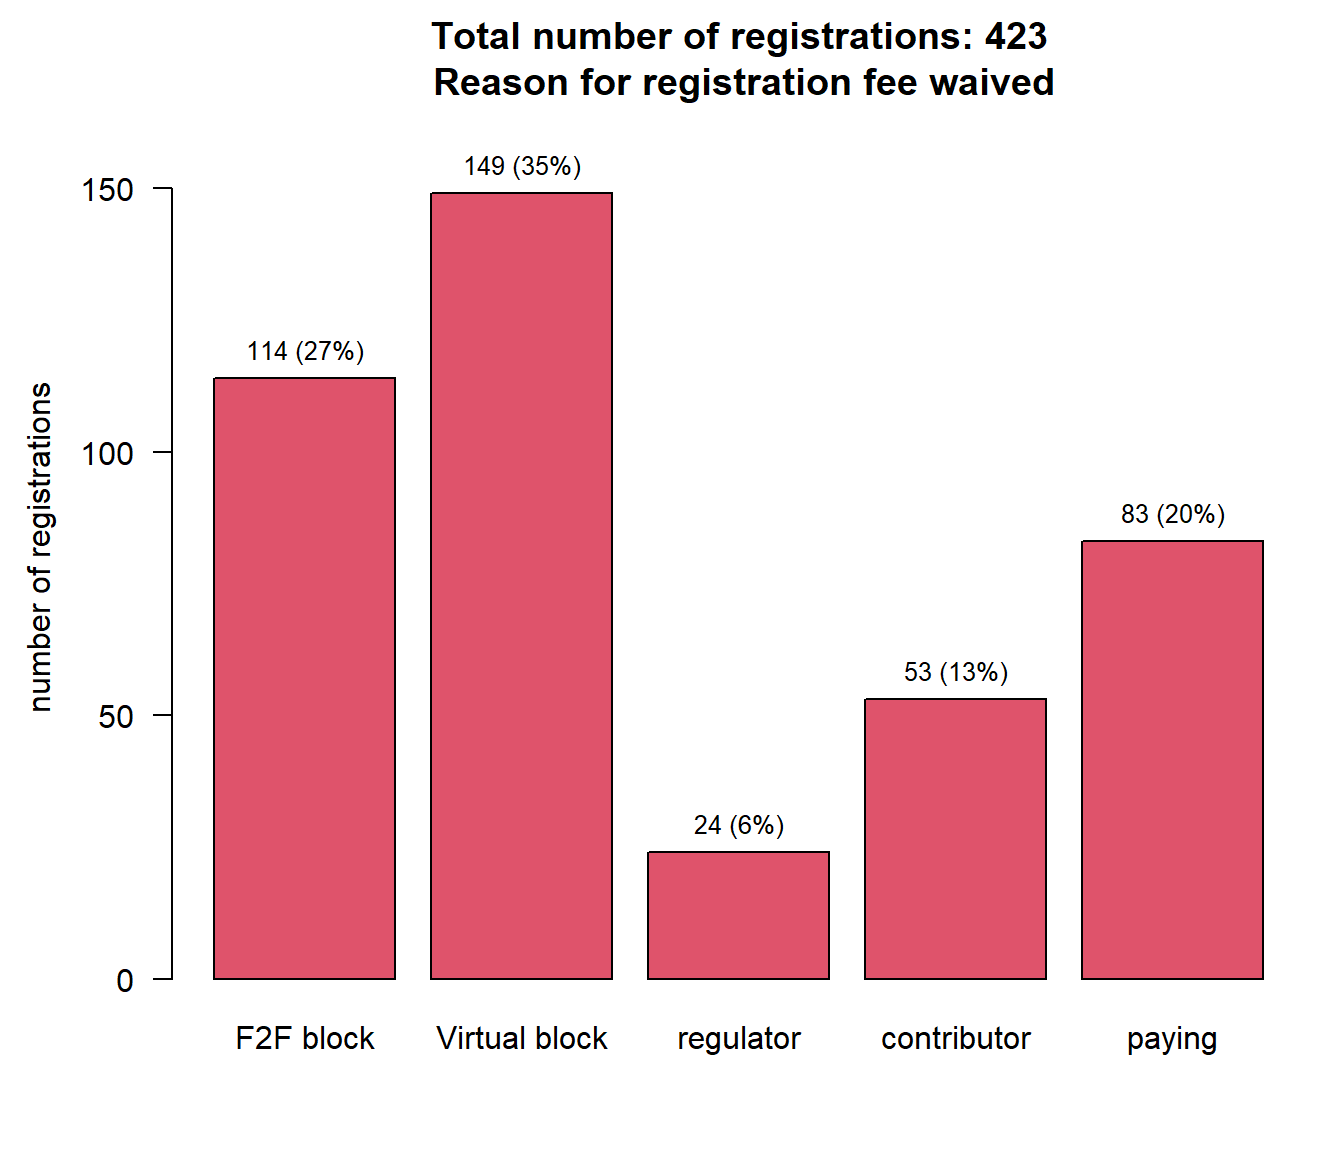 Total number of registrations: 423
Reason for registration fee waived
149 (35%)
150
114 (27%)
100
83 (20%)
53 (13%)
50
24 (6%)
0
number of registrations
F2F block
Virtual block
regulator
contributor
paying